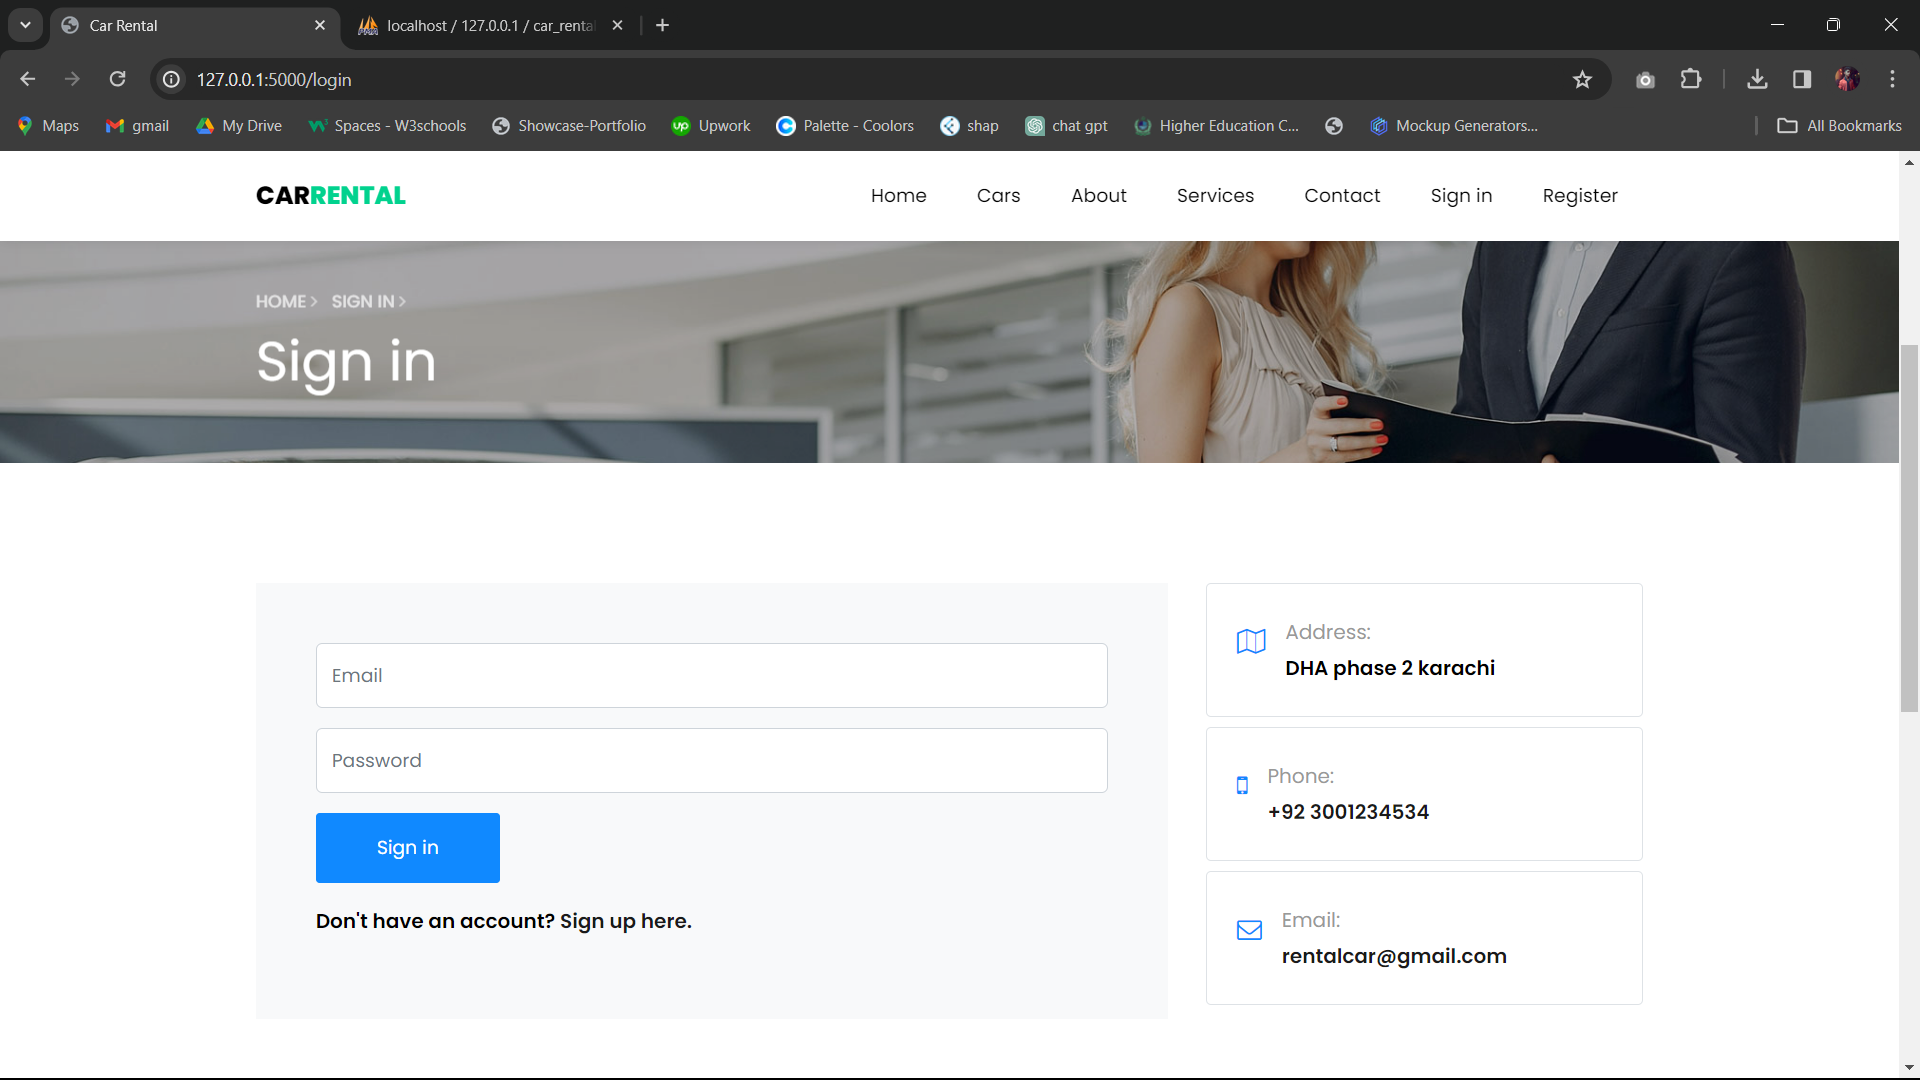 Car Rental
localhost / 127.0.0.1 / car_renta
127.0.0.1:5000/login
Maps gmail My Drive Spaces - W3schools Showcase-Portfolio Upwork Palette - Coolors shap chat gpt Higher Education C... Mockup Generators... All Bookmarks
CARRENTAL
Home Cars About Services Contact Sign in Register
HOME > SIGN IN >
Sign in
Email
Password
Sign in
Don't have an account? Sign up here.
Address:
DHA phase 2 karachi
Phone:
+92 3001234534
Email:
rentalcar@gmail.com